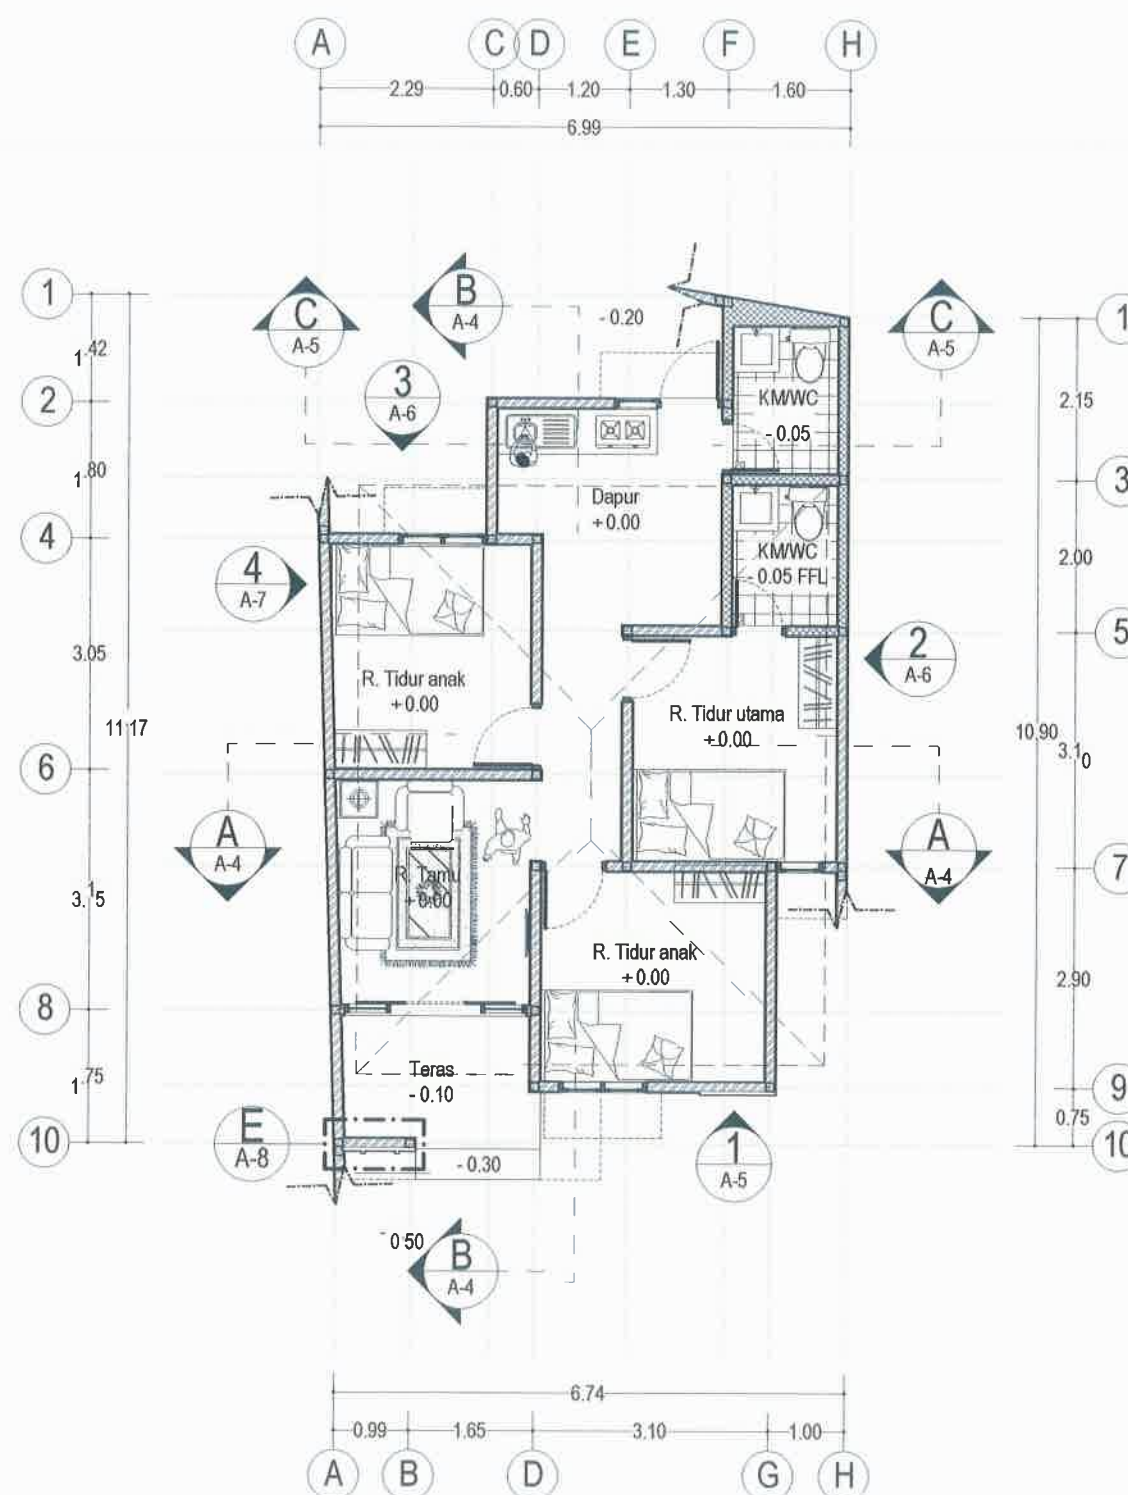 A C D E F H
2.29 0.60 1.20 1.30 1.60
6.99
1
C
A-5
B
A-4
- 0.20
C
A-5
1
1.42
2
3
A-6
KM/WC
- 0.05
2.15
1.80
Dapur
+ 0.00
3
4
KM/WC
- 0.05 FFL
2.00
4
A-7
5
2
A-6
3.05
R. Tidur anak
+ 0.00
R. Tidur utama
+ 0.00
11.17
10.90
3.10
6
A
A-4
A
A-4
7
3.15
R. Tamu
+ 0.00
R. Tidur anak
+ 0.00
2.90
8
1.75
Teras
- 0.10
9
0.75
10
E
A-8
- 0.30
1
A-5
10
- 0.50
B
A-4
6.74
0.99 1.65 3.10 1.00
A B D G H